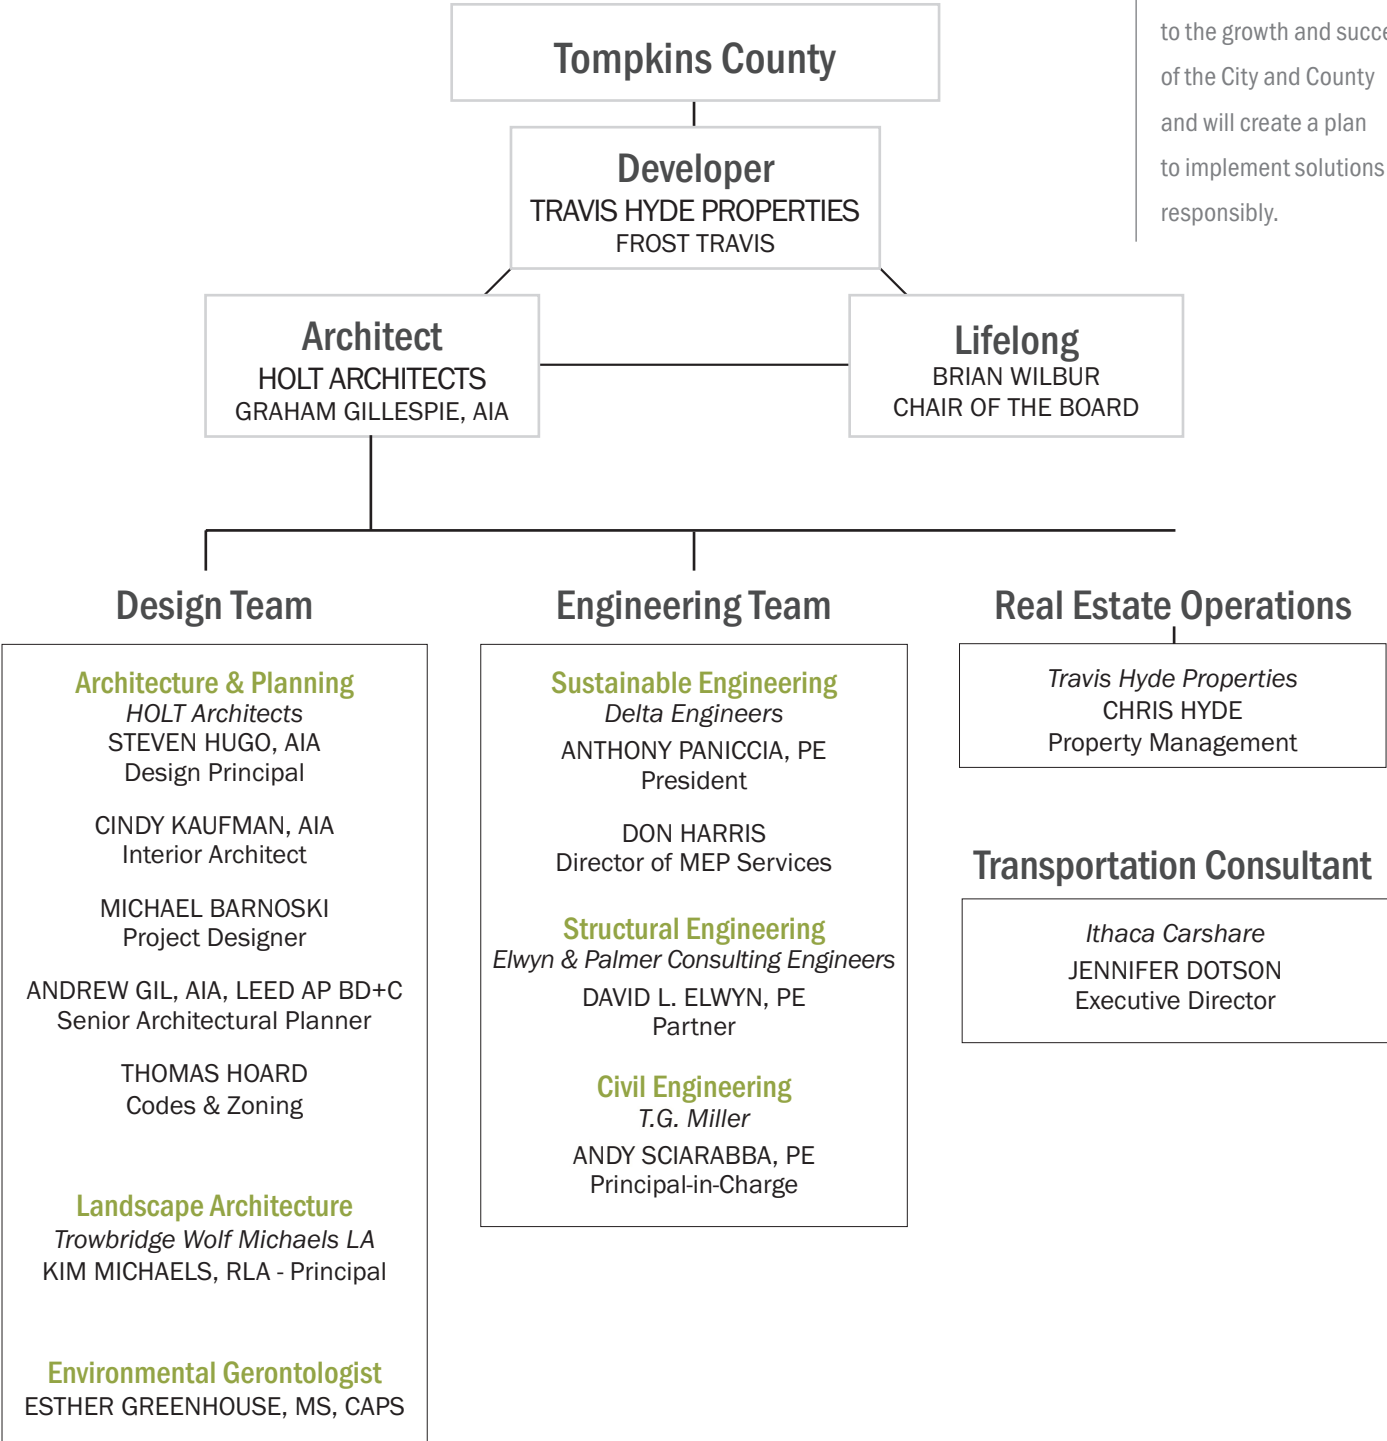 to the growth and
of the City and County
and will create a plan
to implement solutions
responsibly.
Tompkins County
Developer
TRAVIS HYDE PROPERTIES
FROST TRAVIS
Architect
HOLT ARCHITECTS
GRAHAM GILLESPIE, AIA
Lifelong
BRIAN WILBUR
CHAIR OF THE BOARD
Design Team
Architecture & Planning
HOLT Architects
STEVEN HUGO, AIA
Design Principal
CINDY KAUFMAN, AIA
Interior Architect
MICHAEL BARNOSKI
Project Designer
ANDREW GIL, AIA, LEED AP BD+C
Senior Architectural Planner
THOMAS HOARD
Codes & Zoning
Landscape Architecture
Trowbridge Wolf Michaels LA
KIM MICHAELS, RLA - Principal
Environmental Gerontologist
ESTHER GREENHOUSE, MS, CAPS
Engineering Team
Sustainable Engineering
Delta Engineers
ANTHONY PANICCIA, PE
President
DON HARRIS
Director of MEP Services
Structural Engineering
Elwyn & Palmer Consulting Engineers
DAVID L. ELWYN, PE
Partner
Civil Engineering
T.G. Miller
ANDY SCIARABBA, PE
Principal-in-Charge
Real Estate Operations
Travis Hyde Properties
CHRIS HYDE
Property Management
Transportation Consultant
Ithaca Carshare
JENNIFER DOTSON
Executive Director